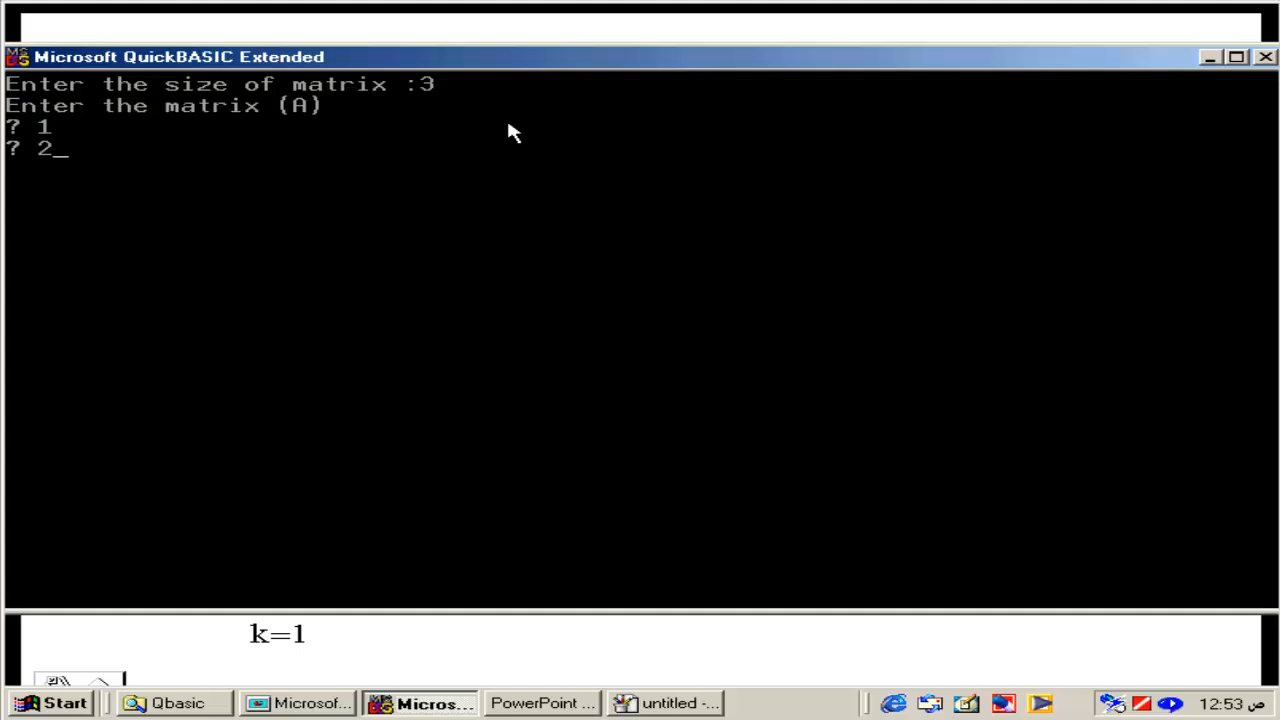 Microsoft QuickBASIC Extended
Enter the size of matrix :3
Enter the matrix (A)
? 1
? 2_
k=1
Start Qbasic Microsof... Micros... PowerPoint ... untitled -... 12:53 ص